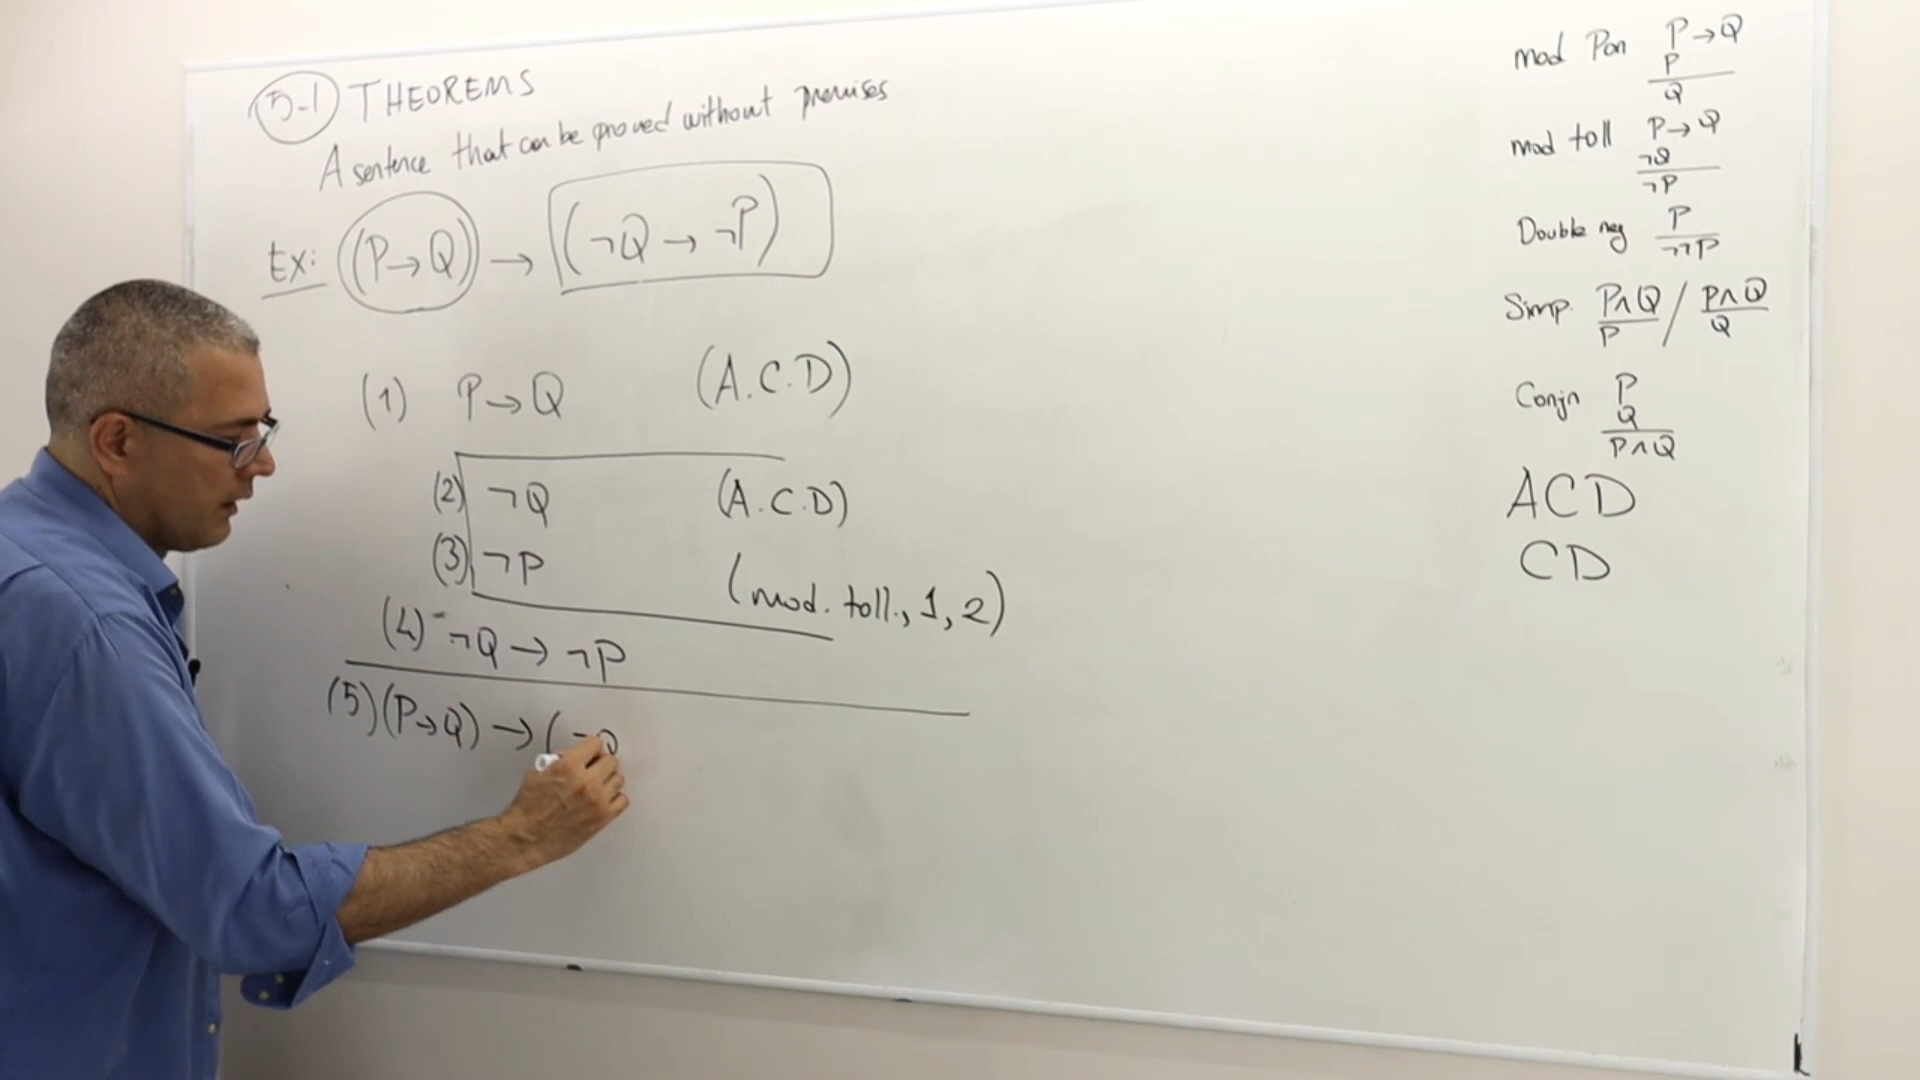 5-1 THEOREMS
A sentence that can be proved without premises
Ex: (P→Q) → (¬Q → ¬P)
(1) P→Q (A.C.D)
(2) ¬Q (A.C.D)
(3) ¬P (mod. toll., 1, 2)
(4) ¬Q → ¬P
(5) (P→Q) → (¬Q
mod Pon P→Q
P
Q
mod toll P→Q
¬Q
¬P
Double neg P
¬¬P
Simp. P∧Q / P∧Q
P Q
Conjn P
Q
P∧Q
ACD
CD